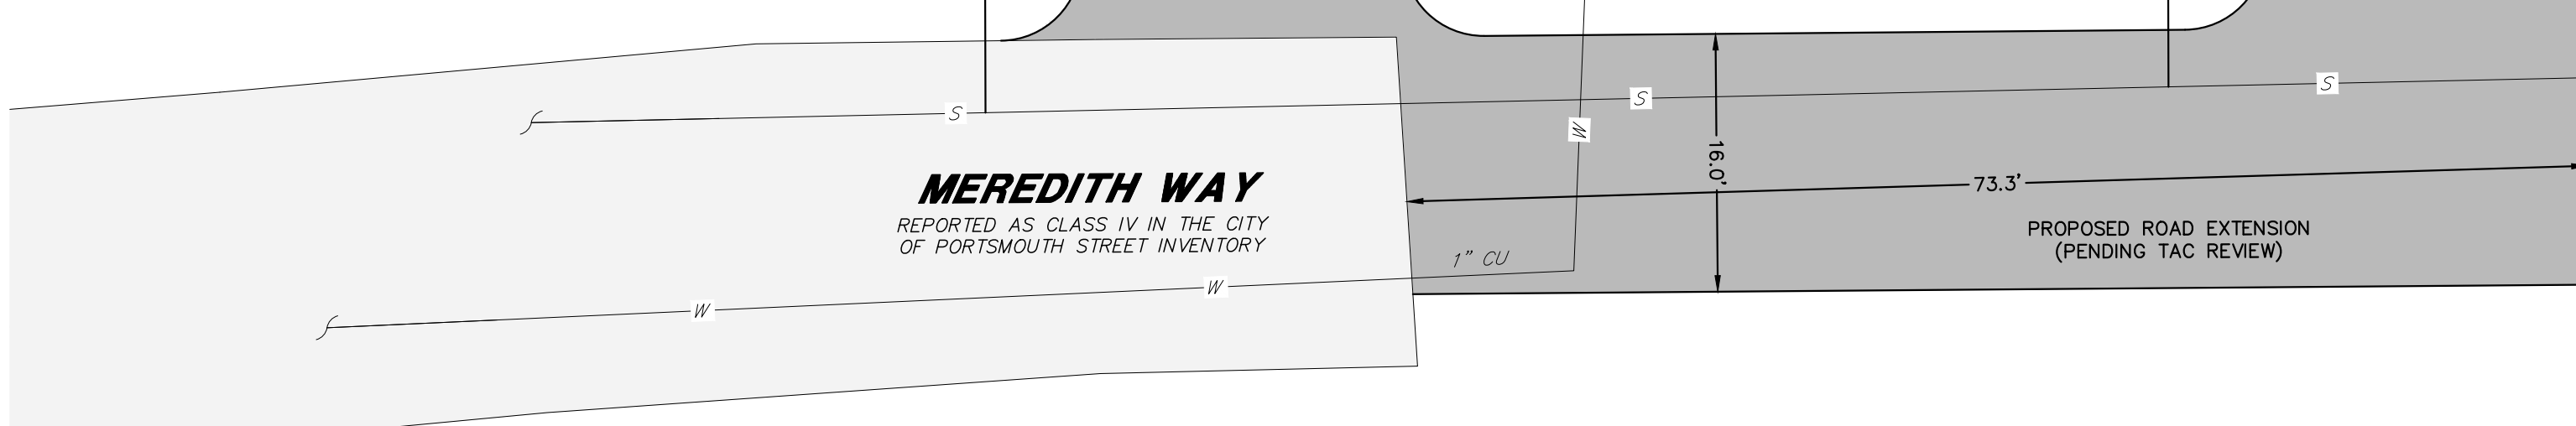 S
S
S
W
16.0'
MEREDITH WAY
REPORTED AS CLASS IV IN THE CITY
OF PORTSMOUTH STREET INVENTORY
73.3'
PROPOSED ROAD EXTENSION
(PENDING TAC REVIEW)
1" CU
W
W